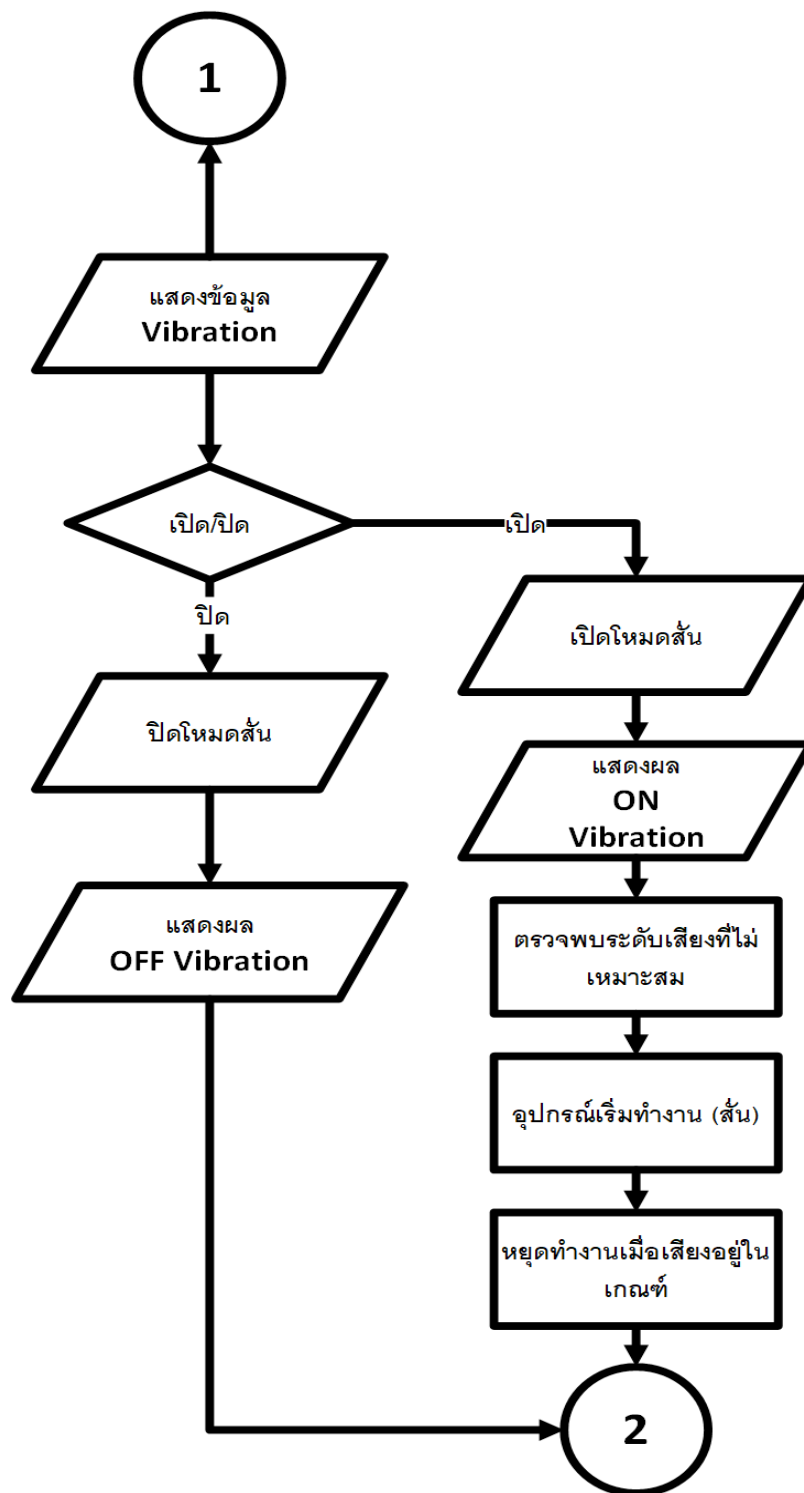 1
แสดงข้อมูล
Vibration
เปิด/ปิด
เปิด
ปิด
เปิดโหมดสั่น
ปิดโหมดสั่น
แสดงผล
ON
Vibration
แสดงผล
OFF Vibration
ตรวจพบระดับเสียงที่ไม่
เหมาะสม
อุปกรณ์เริ่มทำงาน (สั่น)
หยุดทำงานเมื่อเสียงอยู่ใน
เกณฑ์
2